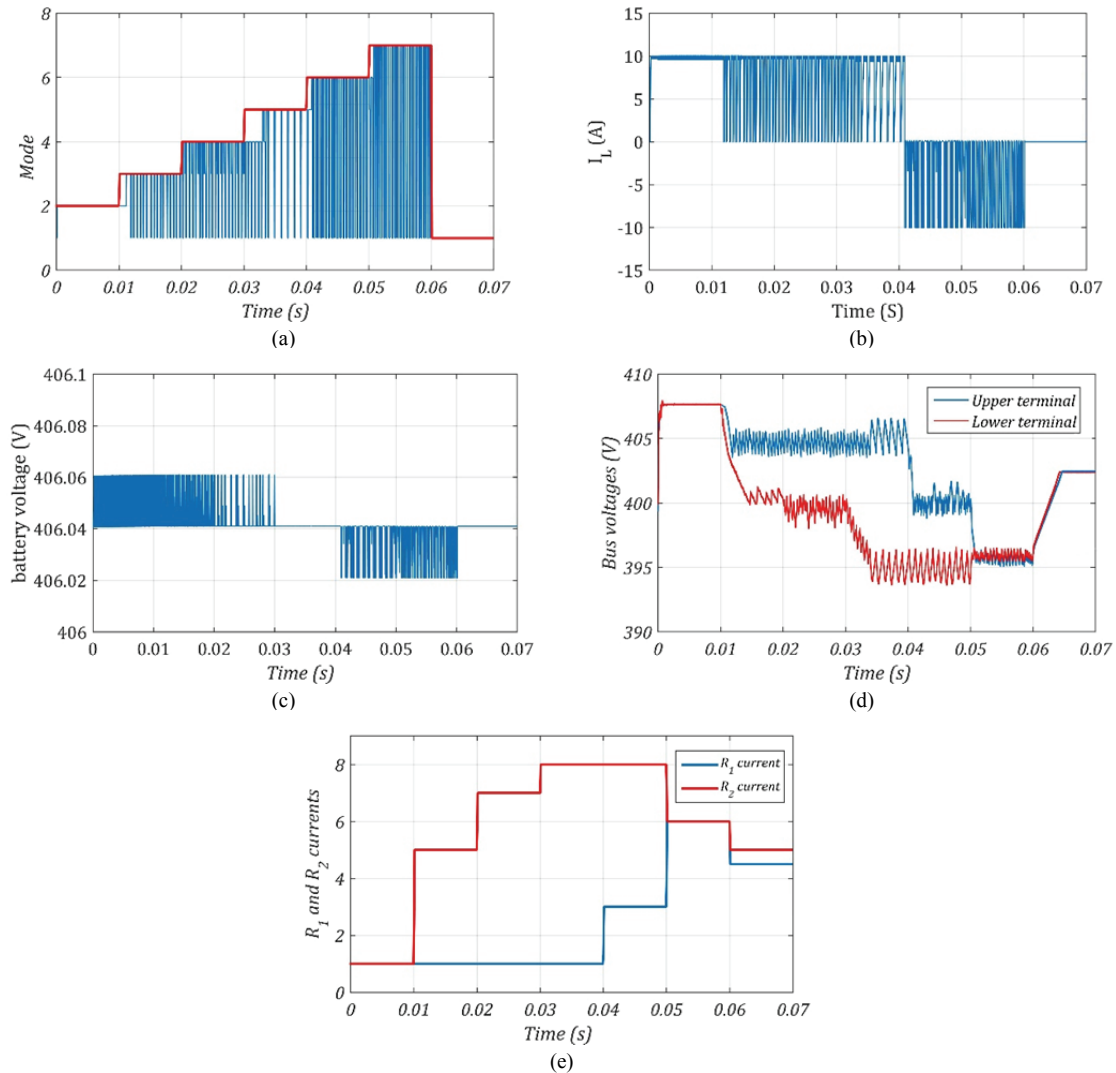 8
6
4
2
0
Mode
0 0.01 0.02 0.03 0.04 0.05 0.06 0.07
Time (s)
(a)
15
10
5
0
-5
-10
-15
I_L (A)
0 0.01 0.02 0.03 0.04 0.05 0.06 0.07
Time (S)
(b)
406.1
406.08
406.06
406.04
406.02
406
battery voltage (V)
0 0.01 0.02 0.03 0.04 0.05 0.06 0.07
Time (s)
(c)
410
405
400
395
390
Bus voltages (V)
Upper terminal
Lower terminal
0 0.01 0.02 0.03 0.04 0.05 0.06 0.07
Time (s)
(d)
8
6
4
2
0
R_1 and R_2 currents
R_1 current
R_2 current
0 0.01 0.02 0.03 0.04 0.05 0.06 0.07
Time (s)
(e)